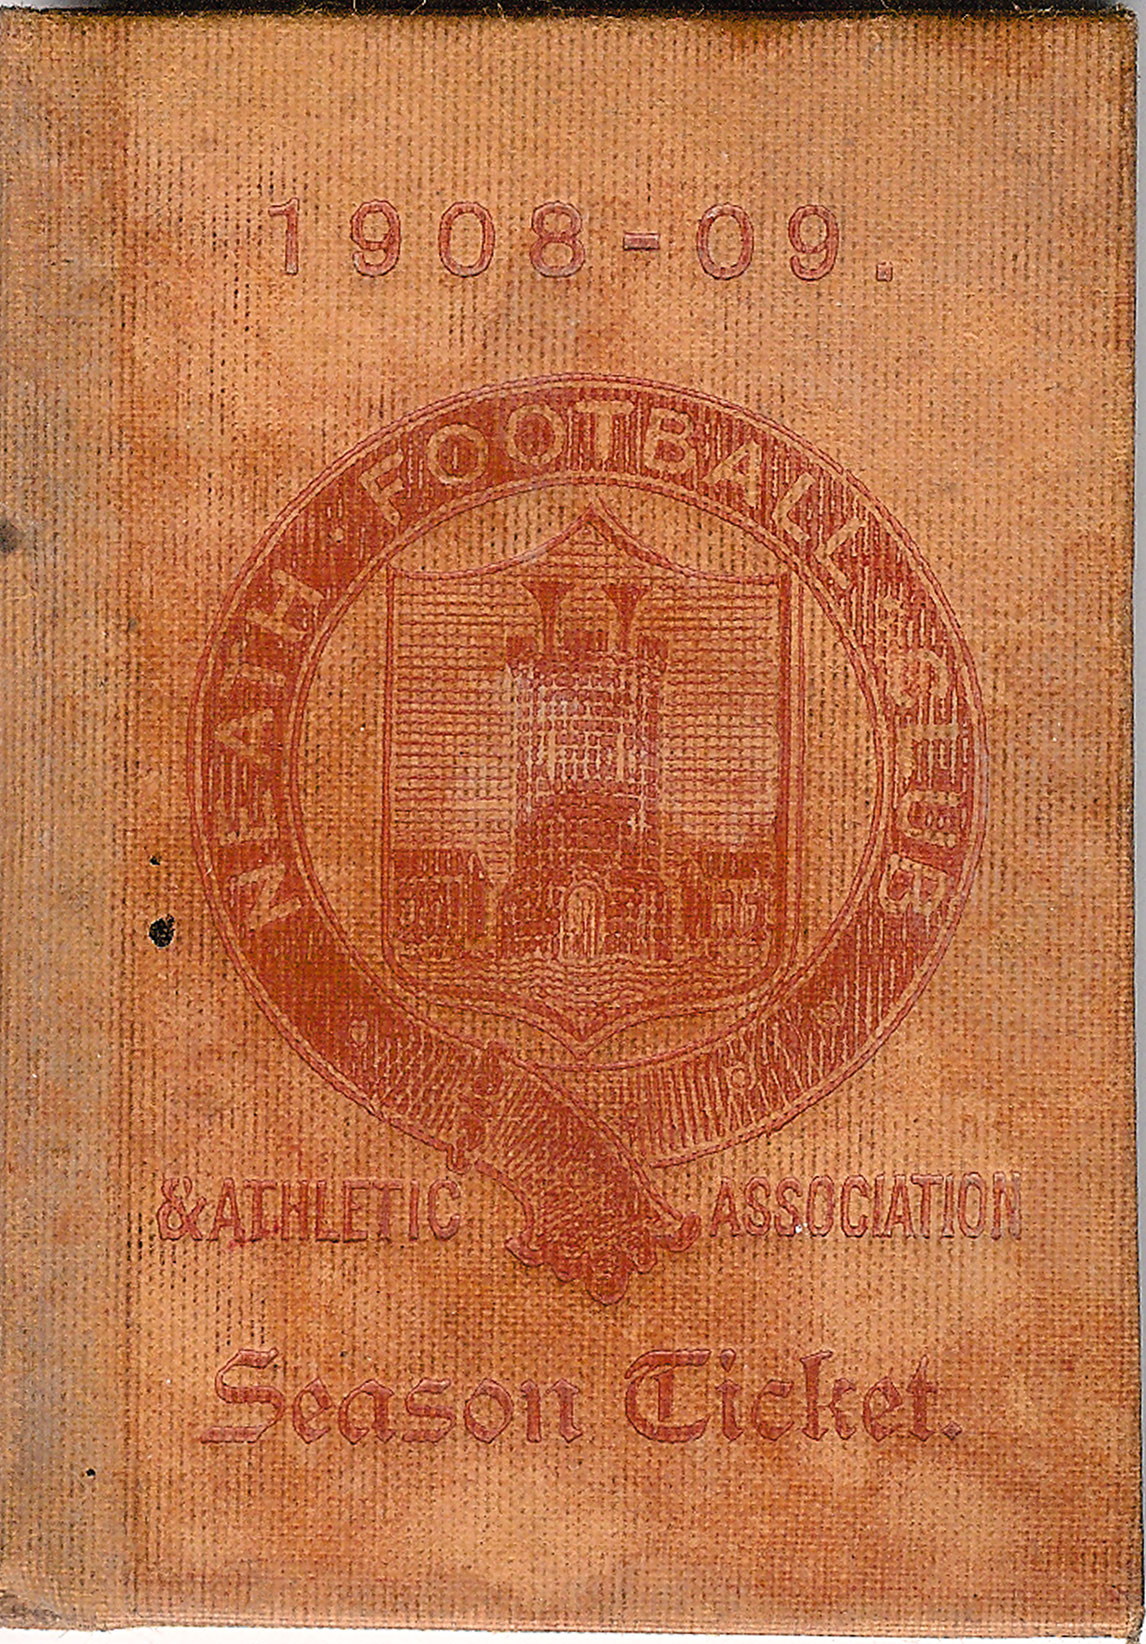 1908-09.
NEATH · FOOTBALL · CLUB
& ATHLETIC ASSOCIATION
Season Ticket.